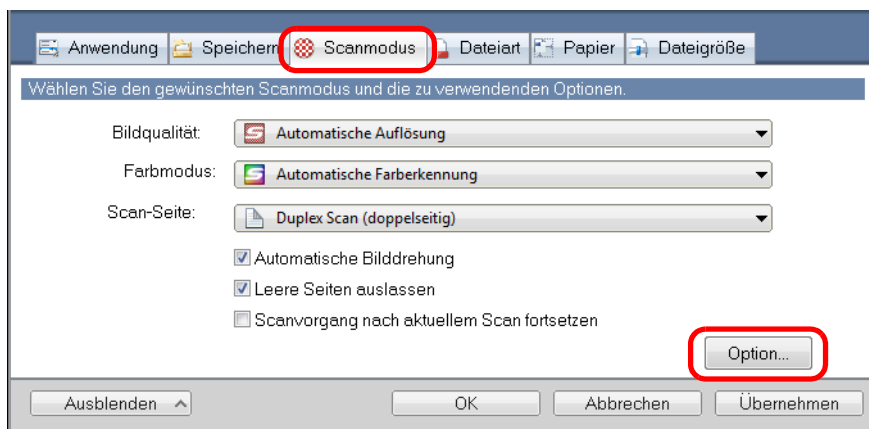 Anwendung Speichern Scanmodus Dateiart Papier Dateigröße
Wählen Sie den gewünschten Scanmodus und die zu verwendenden Optionen.
Bildqualität: Automatische Auflösung
Farbmodus: Automatische Farberkennung
Scan-Seite: Duplex Scan (doppelseitig)
Automatische Bilddrehung
Leere Seiten auslassen
Scanvorgang nach aktuellem Scan fortsetzen
Option...
Ausblenden OK Abbrechen Übernehmen